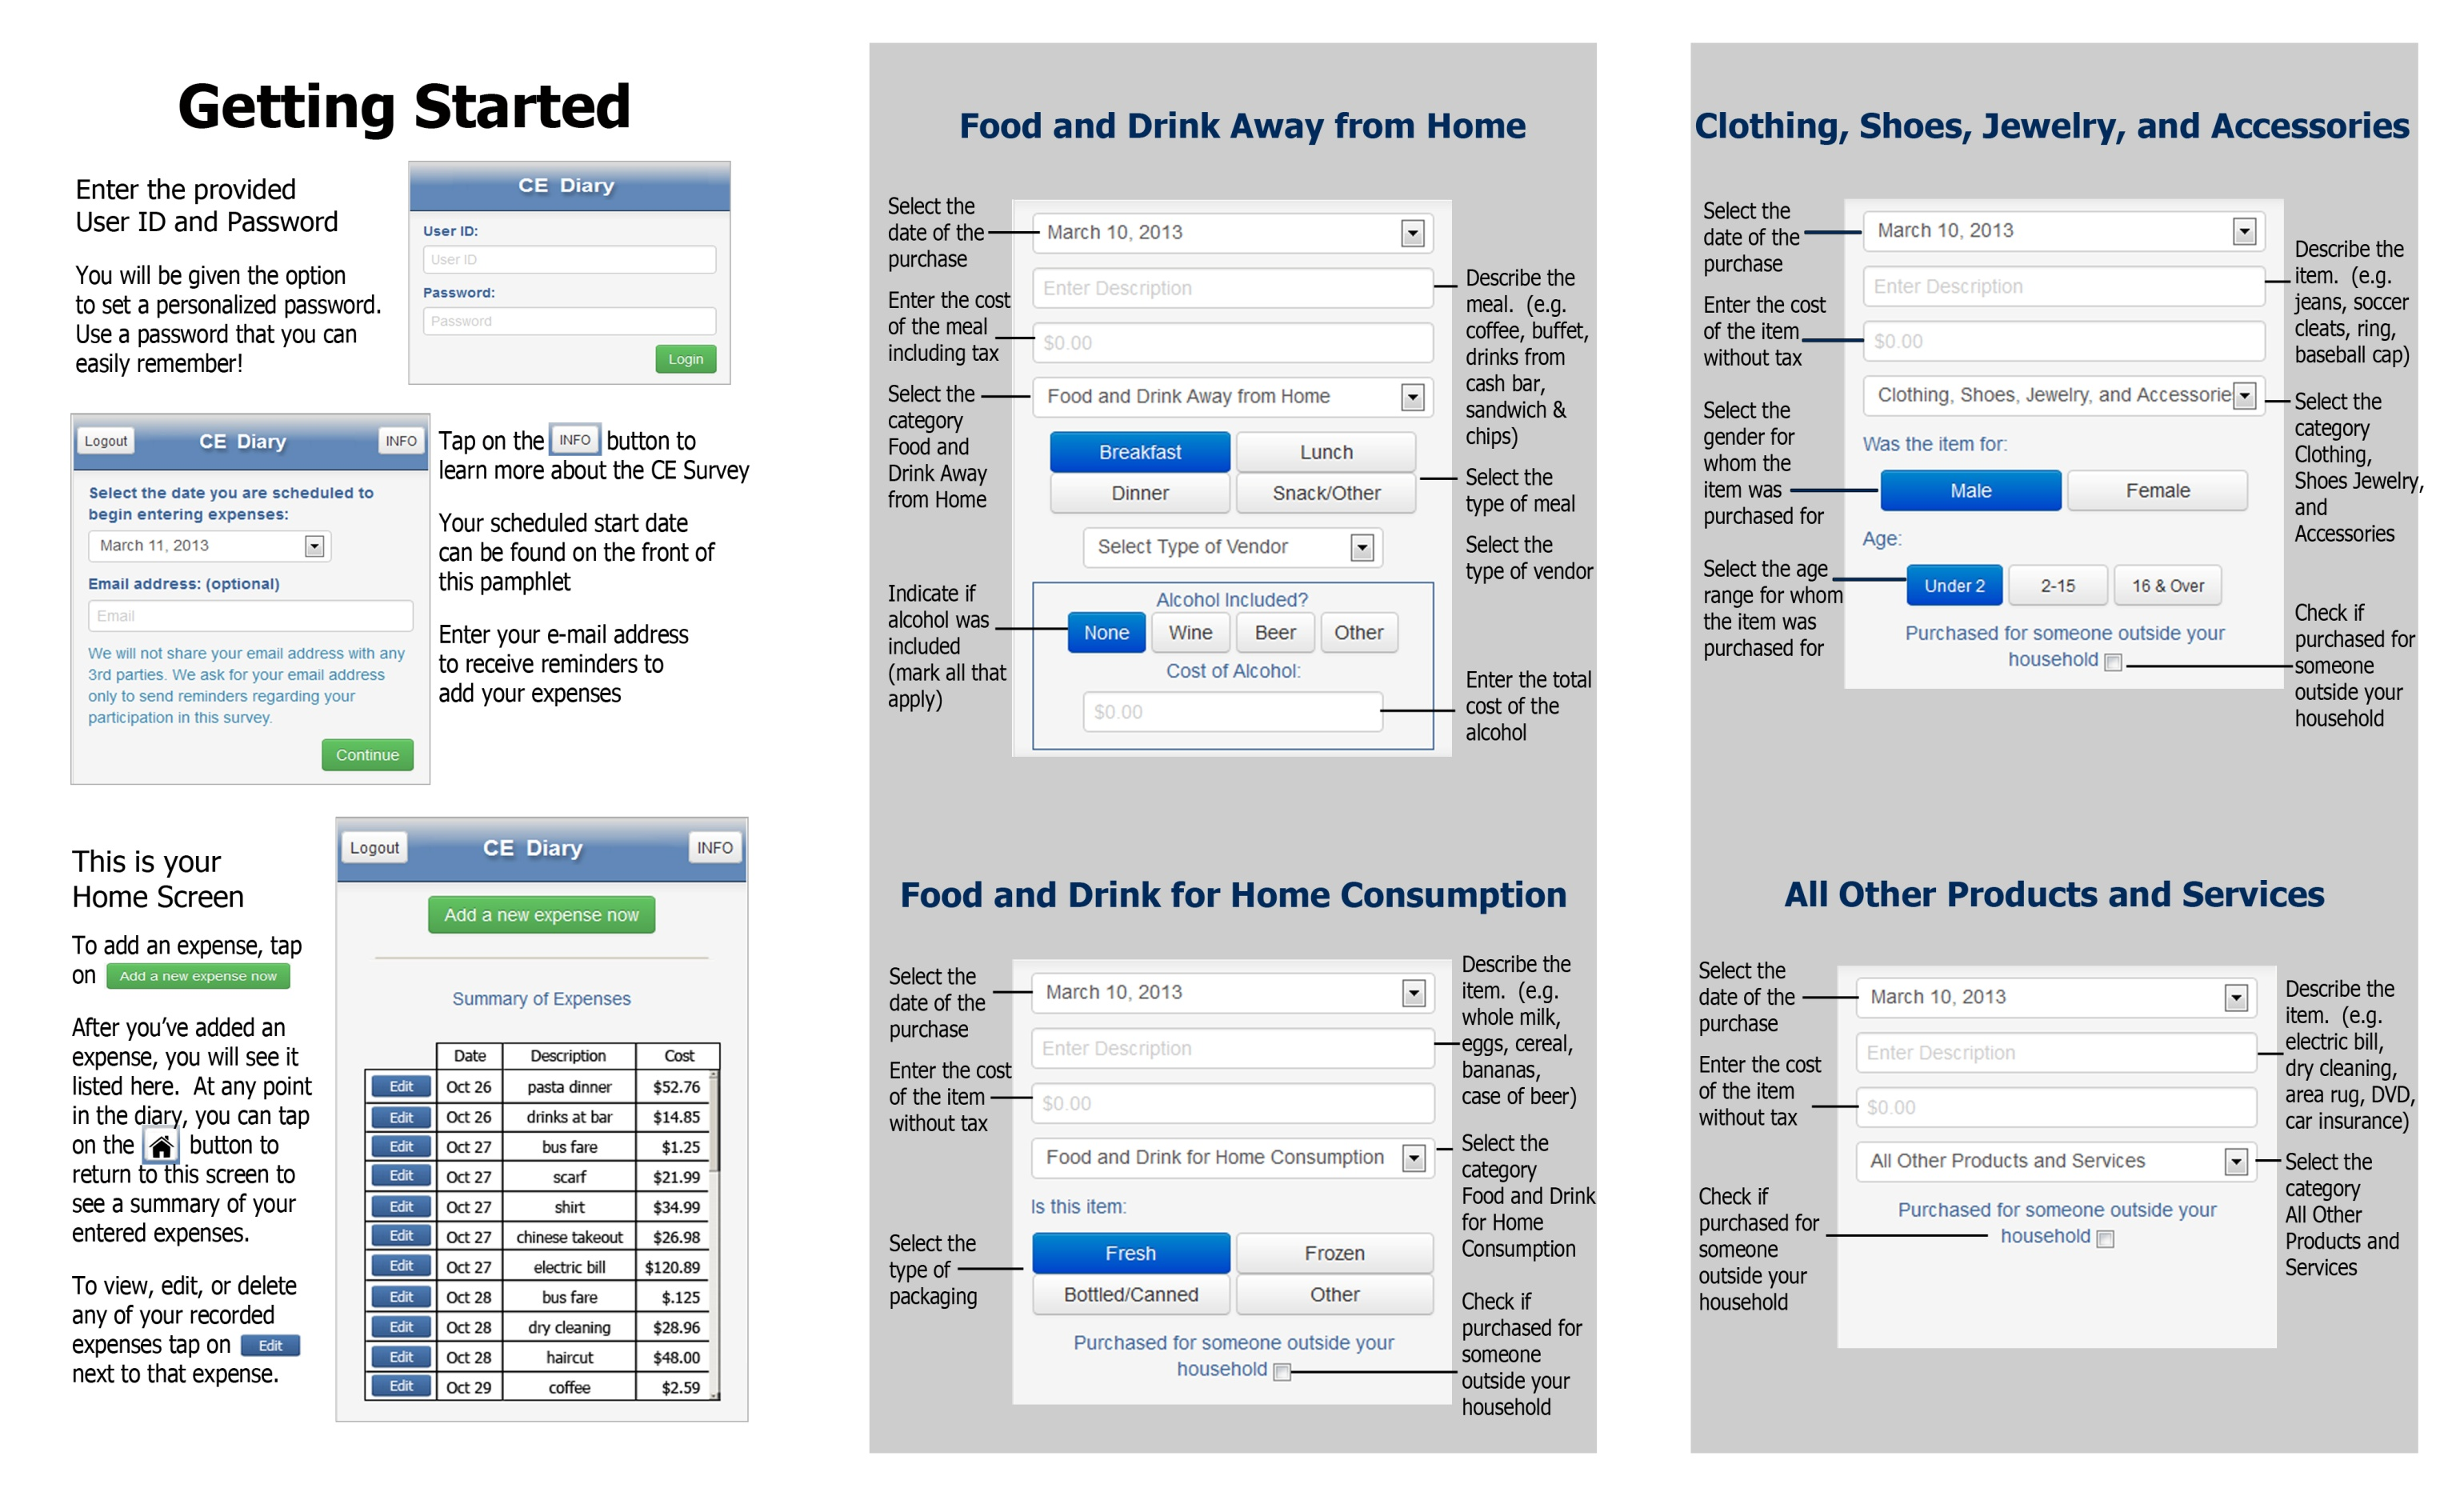 Getting Started
Enter the provided
User ID and Password
You will be given the option
to set a personalized password.
Use a password that you can
easily remember!
CE Diary
User ID:
User ID
Password:
Password
Login
Logout
CE Diary
INFO
Select the date you are scheduled to
begin entering expenses:
March 11, 2013
Email address: (optional)
Email
We will not share your email address with any
3rd parties. We ask for your email address
only to send reminders regarding your
participation in this survey.
Continue
Tap on the INFO button to
learn more about the CE Survey
Your scheduled start date
can be found on the front of
this pamphlet
Enter your e-mail address
to receive reminders to
add your expenses
This is your
Home Screen
To add an expense, tap
on Add a new expense now
After you’ve added an
expense, you will see it
listed here. At any point
in the diary, you can tap
on the button to
return to this screen to
see a summary of your
entered expenses.
To view, edit, or delete
any of your recorded
expenses tap on Edit
next to that expense.
Logout
CE Diary
INFO
Add a new expense now
Summary of Expenses
Date Description Cost
Edit Oct 26 pasta dinner $52.76
Edit Oct 26 drinks at bar $14.85
Edit Oct 27 bus fare $1.25
Edit Oct 27 scarf $21.99
Edit Oct 27 shirt $34.99
Edit Oct 27 chinese takeout $26.98
Edit Oct 27 electric bill $120.89
Edit Oct 28 bus fare $.125
Edit Oct 28 dry cleaning $28.96
Edit Oct 28 haircut $48.00
Edit Oct 29 coffee $2.59
Food and Drink Away from Home
Select the
date of the
purchase
Enter the cost
of the meal
including tax
Select the
category
Food and
Drink Away
from Home
Indicate if
alcohol was
included
(mark all that
apply)
March 10, 2013
Enter Description
$0.00
Food and Drink Away from Home
Breakfast
Lunch
Dinner
Snack/Other
Select Type of Vendor
Alcohol Included?
None
Wine
Beer
Other
Cost of Alcohol:
$0.00
Describe the
meal. (e.g.
coffee, buffet,
drinks from
cash bar,
sandwich &
chips)
Select the
type of meal
Select the
type of vendor
Enter the total
cost of the
alcohol
Food and Drink for Home Consumption
Select the
date of the
purchase
Enter the cost
of the item
without tax
Select the
type of
packaging
March 10, 2013
Enter Description
$0.00
Food and Drink for Home Consumption
Is this item:
Fresh
Frozen
Bottled/Canned
Other
Purchased for someone outside your
household
Describe the
item. (e.g.
whole milk,
eggs, cereal,
bananas,
case of beer)
Select the
category
Food and Drink
for Home
Consumption
Check if
purchased for
someone
outside your
household
Clothing, Shoes, Jewelry, and Accessories
Select the
date of the
purchase
Enter the cost
of the item
without tax
Select the
gender for
whom the
item was
purchased for
Select the age
range for whom
the item was
purchased for
March 10, 2013
Enter Description
$0.00
Clothing, Shoes, Jewelry, and Accessorie
Was the item for:
Male
Female
Age:
Under 2
2-15
16 & Over
Purchased for someone outside your
household
Describe the
item. (e.g.
jeans, soccer
cleats, ring,
baseball cap)
Select the
category
Clothing,
Shoes Jewelry,
and
Accessories
Check if
purchased for
someone
outside your
household
All Other Products and Services
Select the
date of the
purchase
Enter the cost
of the item
without tax
Check if
purchased for
someone
outside your
household
March 10, 2013
Enter Description
$0.00
All Other Products and Services
Purchased for someone outside your
household
Describe the
item. (e.g.
electric bill,
dry cleaning,
area rug, DVD,
car insurance)
Select the
category
All Other
Products and
Services